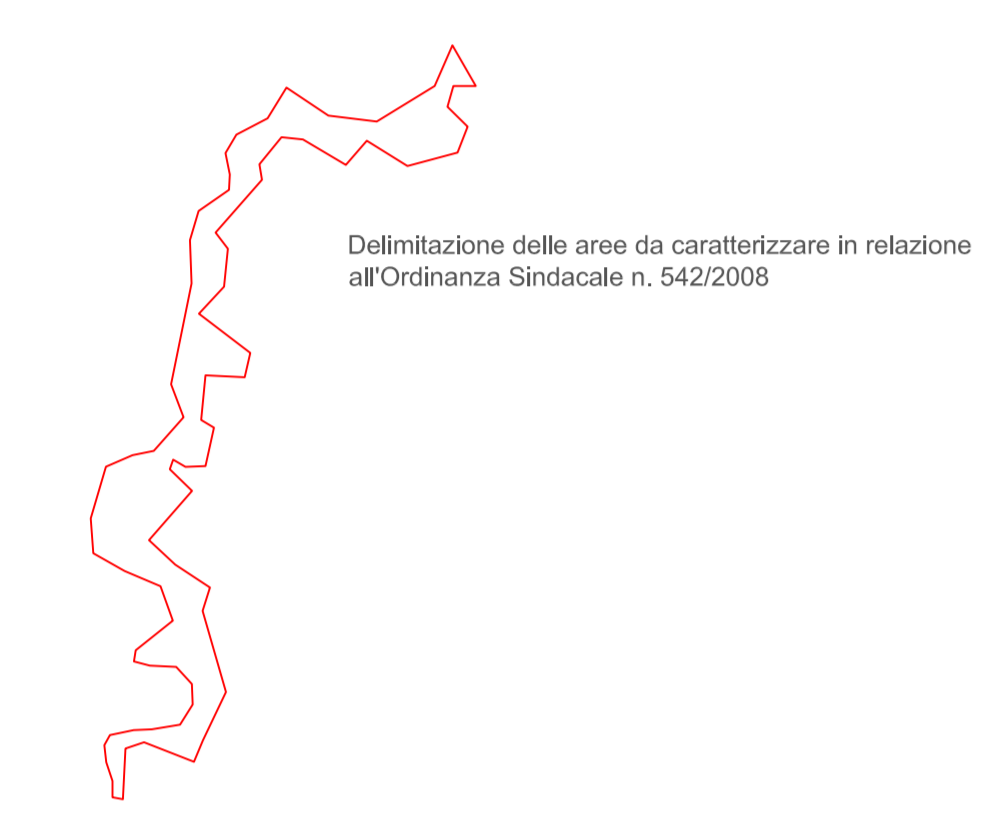 Delimitazione delle aree da caratterizzare in relazione
all'Ordinanza Sindacale n. 542/2008